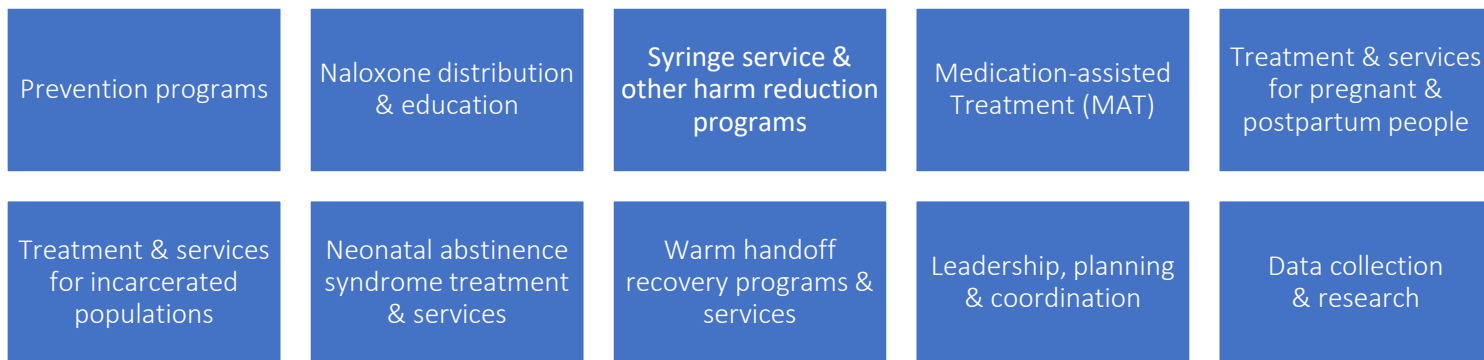 Prevention programs
Naloxone distribution
& education
Syringe service &
other harm reduction
programs
Medication-assisted
Treatment (MAT)
Treatment & services
for pregnant &
postpartum people
Treatment & services
for incarcerated
populations
Neonatal abstinence
syndrome treatment
& services
Warm handoff
recovery programs &
services
Leadership, planning
& coordination
Data collection
& research